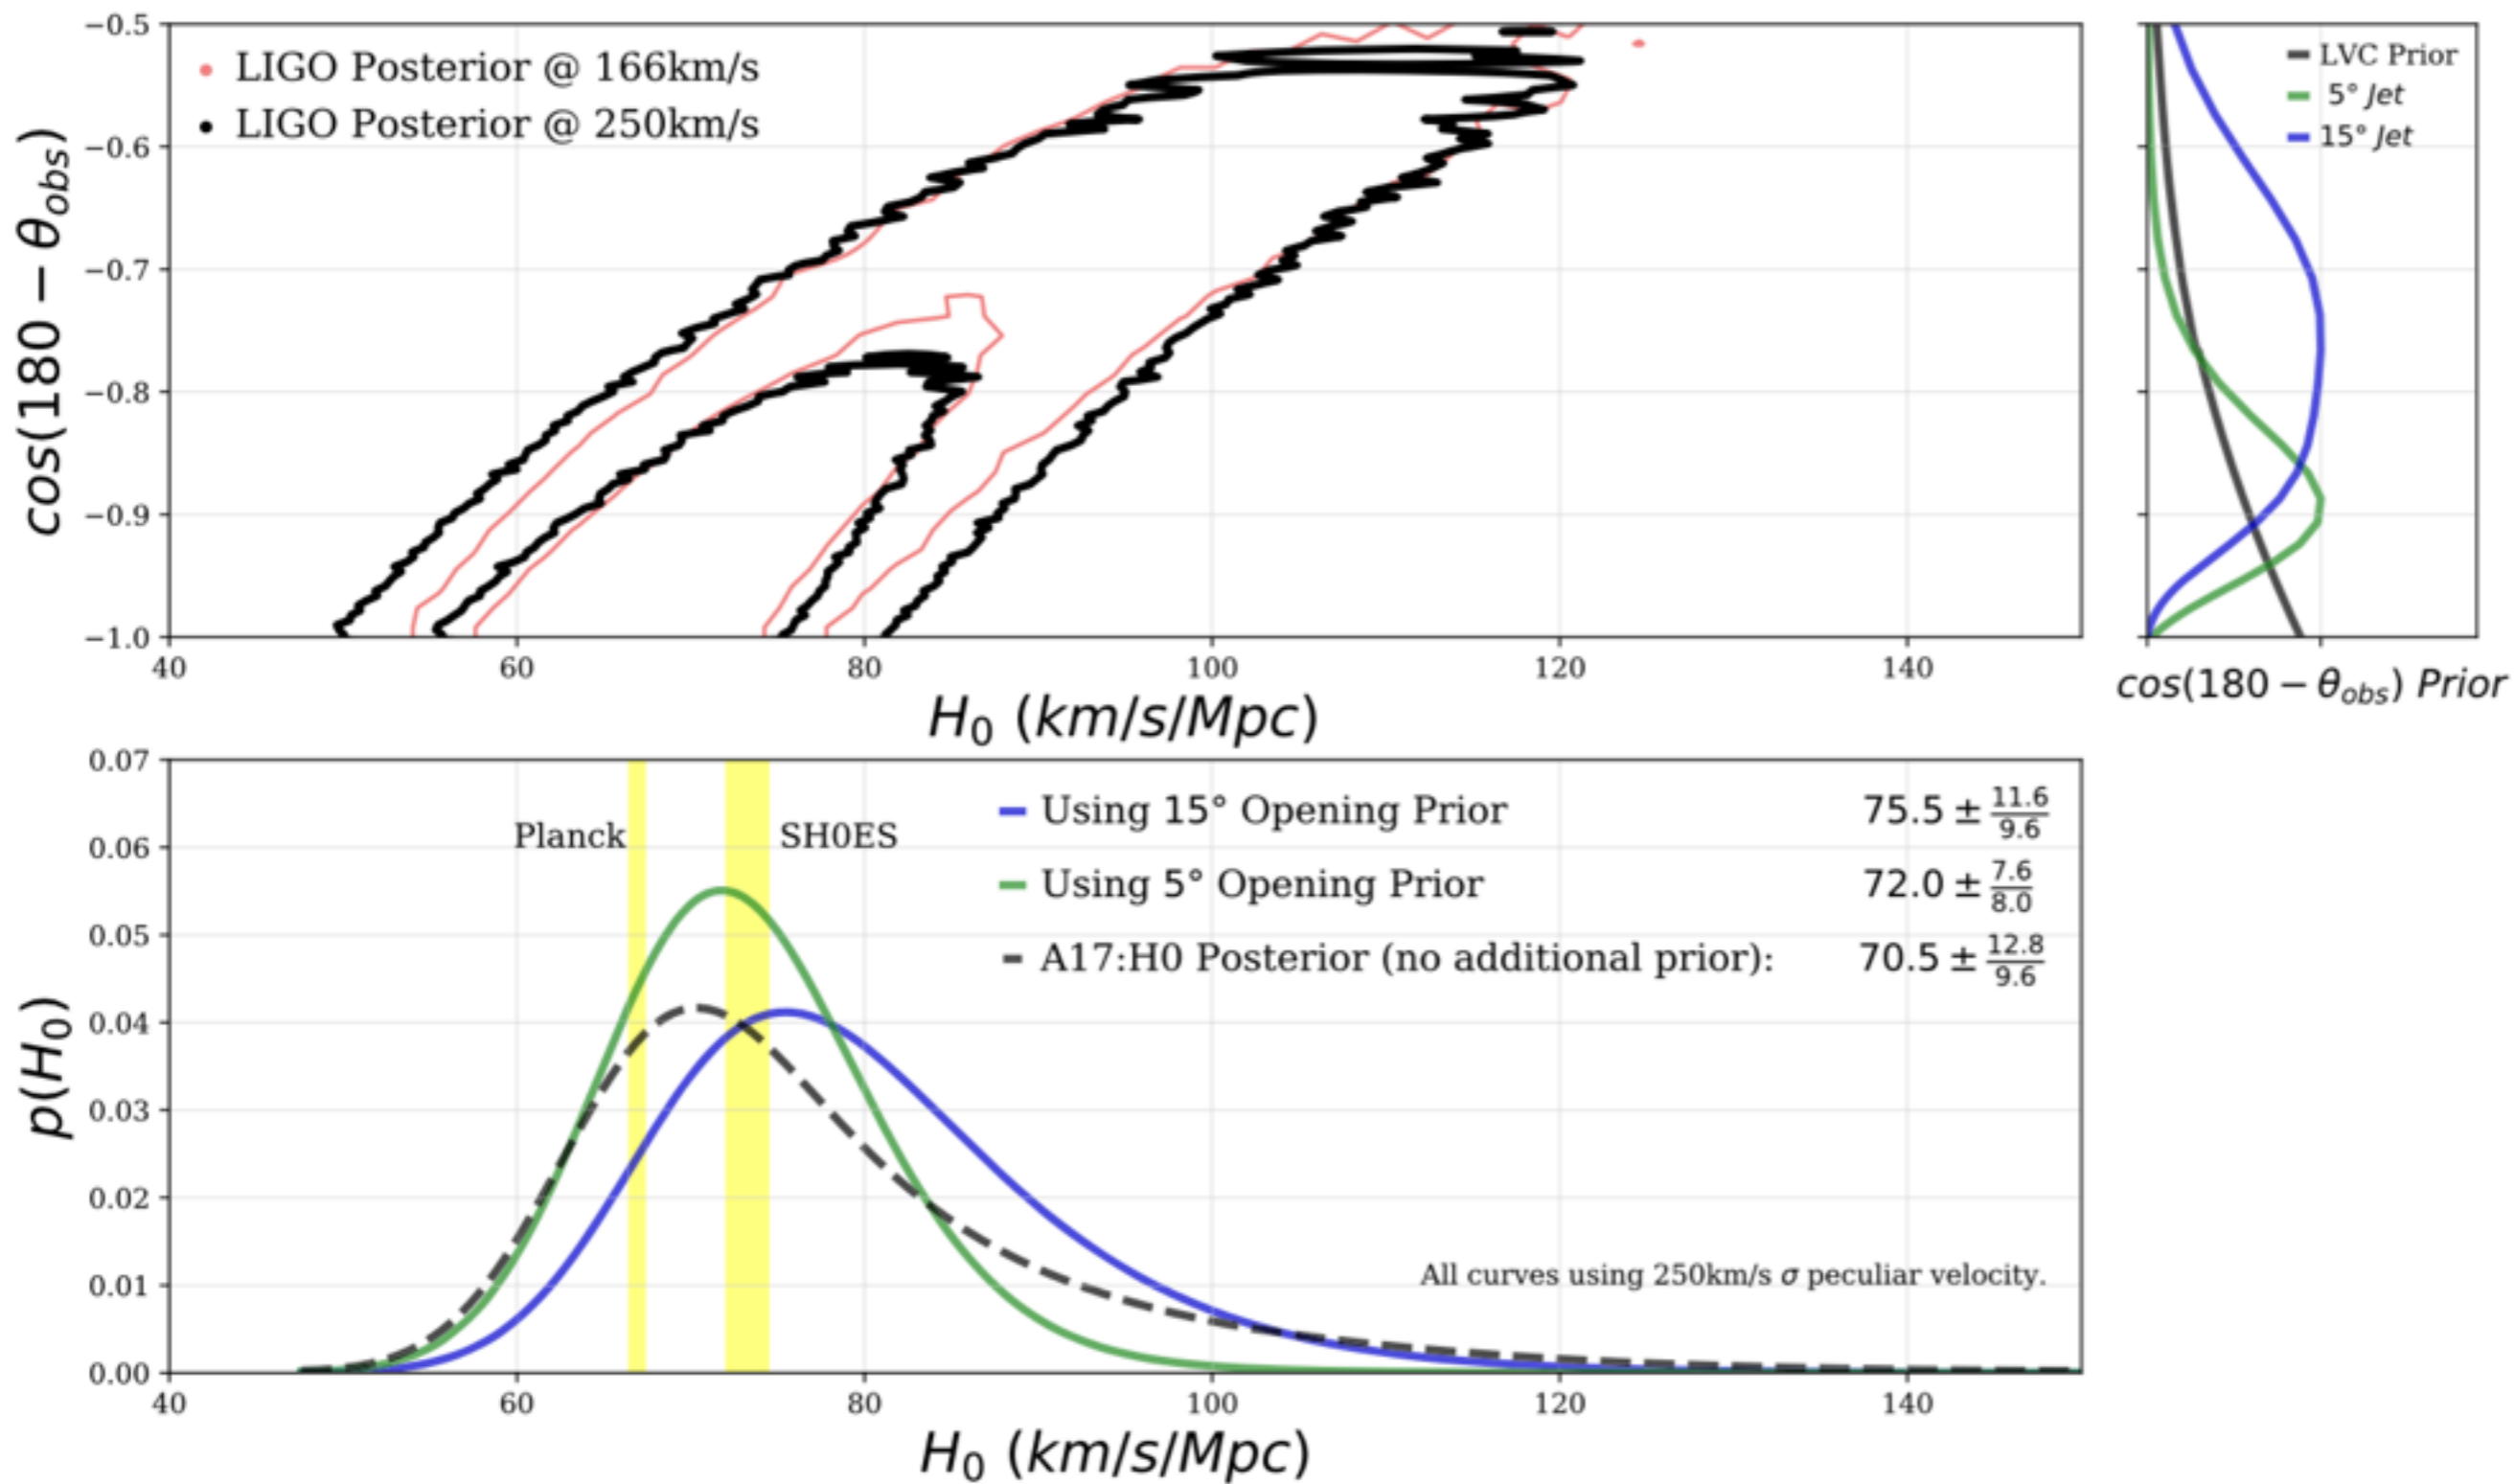 −0.5
−0.6
−0.7
−0.8
−0.9
−1.0
cos(180 − θobs)
LIGO Posterior @ 166km/s
LIGO Posterior @ 250km/s
40 60 80 100 120 140
H0 (km/s/Mpc)
LVC Prior
5° Jet
15° Jet
cos(180 − θobs) Prior
0.07
0.06
0.05
0.04
0.03
0.02
0.01
0.00
p(H0)
Planck
SH0ES
Using 15° Opening Prior 75.5 ± 11.6/9.6
Using 5° Opening Prior 72.0 ± 7.6/8.0
A17:H0 Posterior (no additional prior): 70.5 ± 12.8/9.6
All curves using 250km/s σ peculiar velocity.
40 60 80 100 120 140
H0 (km/s/Mpc)